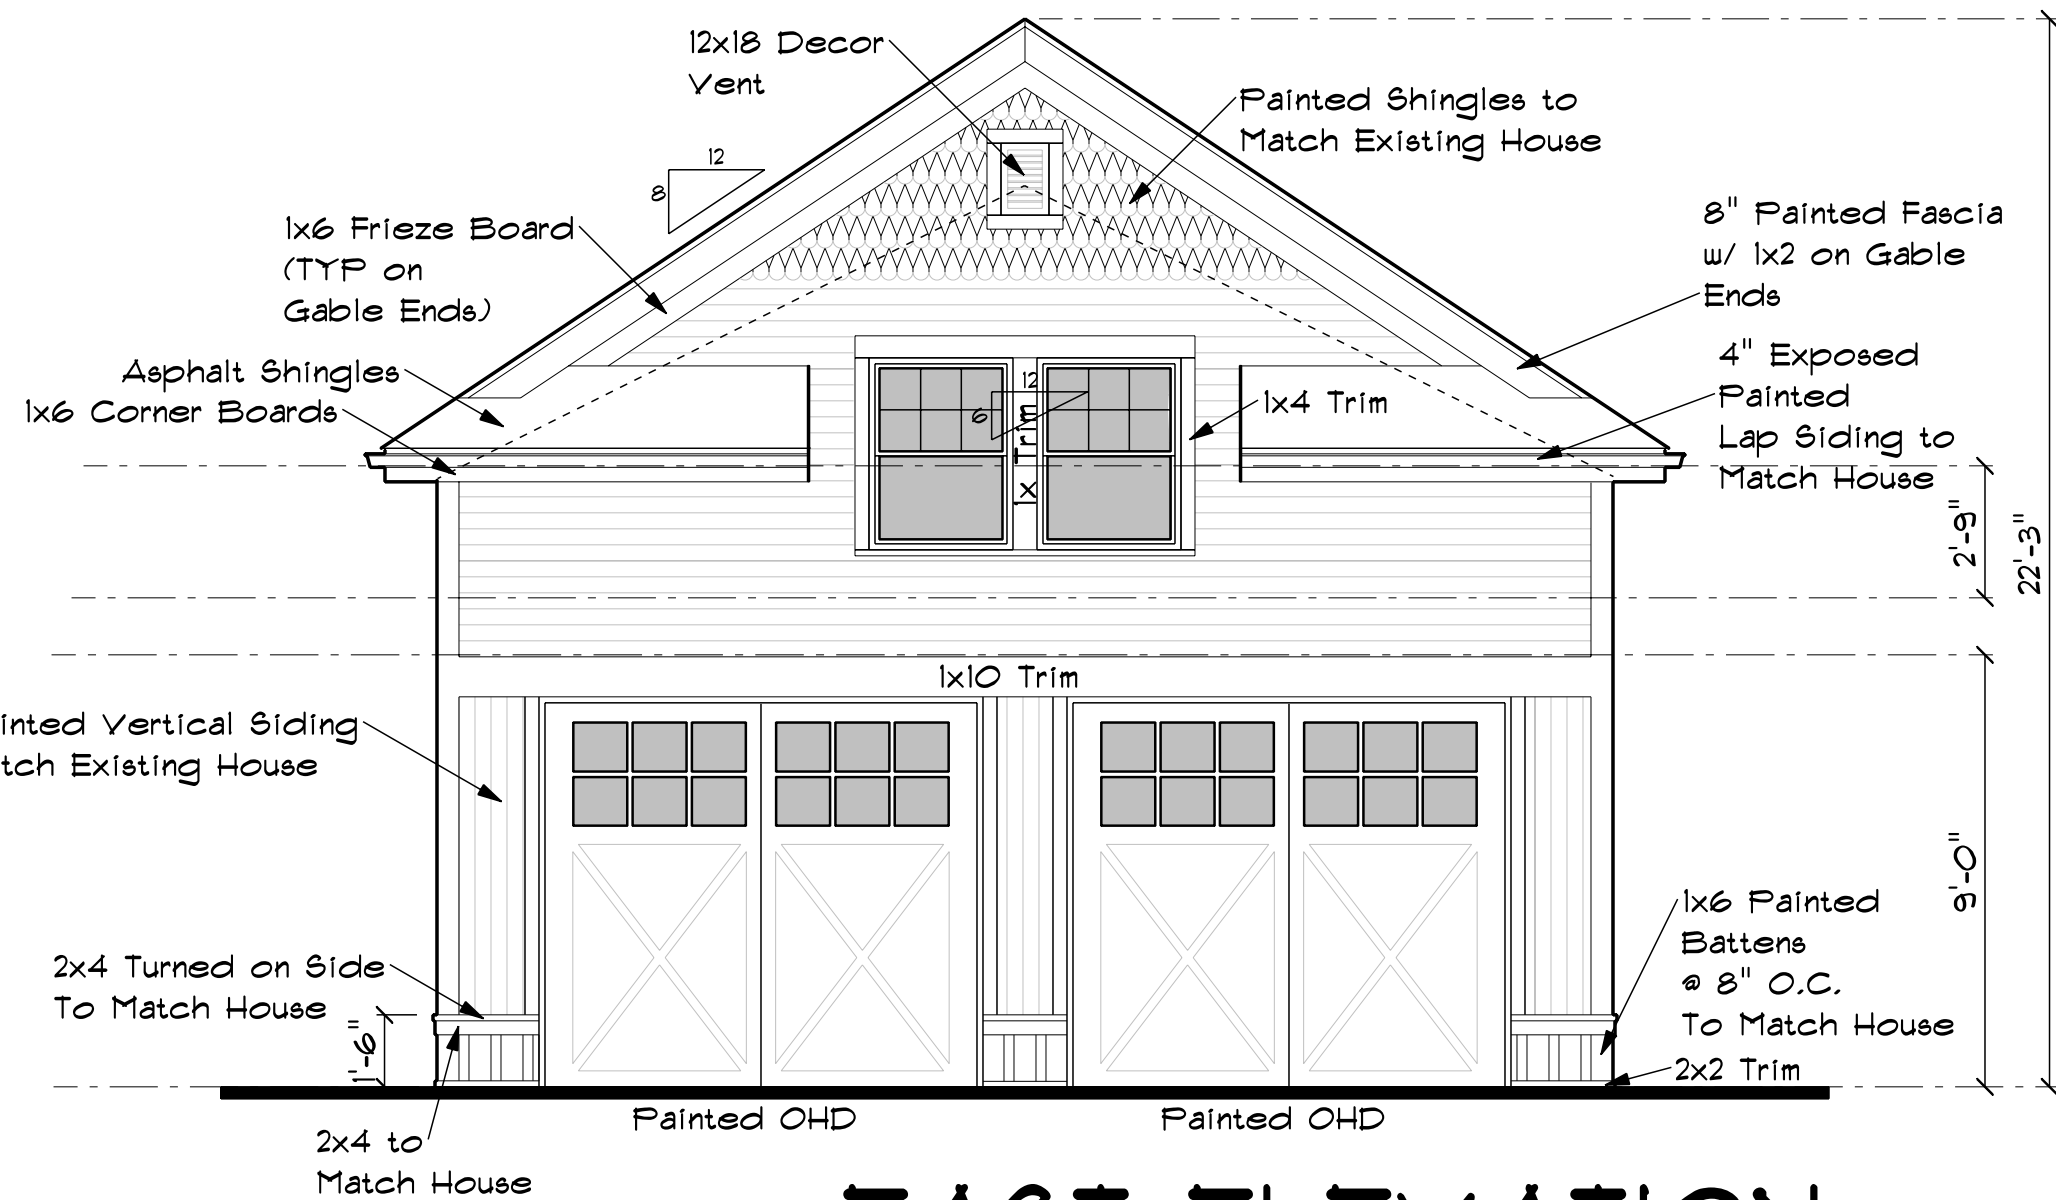 12x18 Decor
Vent
Painted Shingles to
Match Existing House
12
8
1x6 Frieze Board
(TYP on
Gable Ends)
8" Painted Fascia
w/ 1x2 on Gable
Ends
Asphalt Shingles
1x6 Corner Boards
4" Exposed
Painted
Lap Siding to
Match House
12
6
1x Trim
1x4 Trim
2'-9"
22'-3"
1x10 Trim
inted Vertical Siding
tch Existing House
9'-0"
1x6 Painted
Battens
@ 8" O.C.
To Match House
2x4 Turned on Side
To Match House
1'-6"
2x2 Trim
Painted OHD
Painted OHD
2x4 to
Match House
EAST ELEVATION